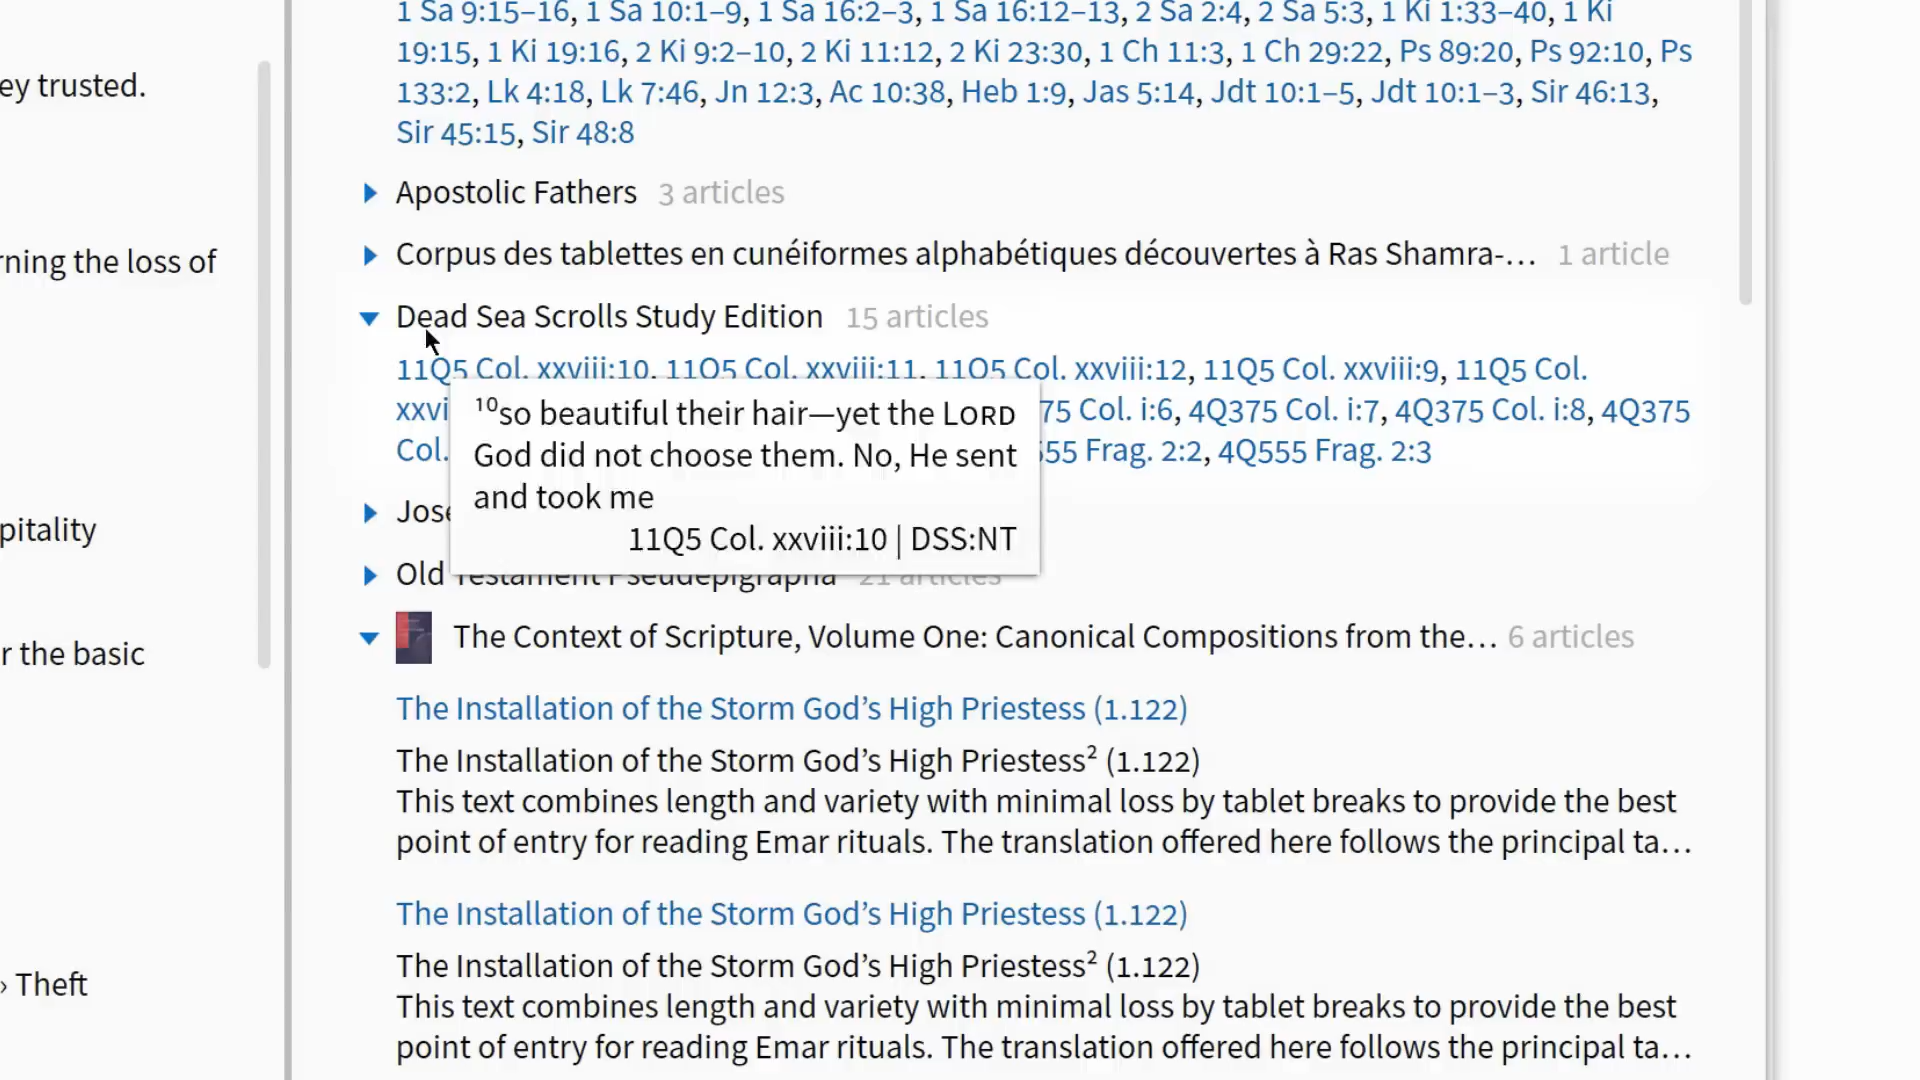 1 Sa 9:15–16, 1 Sa 10:1–9, 1 Sa 16:2–3, 1 Sa 16:12–13, 2 Sa 2:4, 2 Sa 5:3, 1 Ki 1:33–40, 1 Ki
19:15, 1 Ki 19:16, 2 Ki 9:2–10, 2 Ki 11:12, 2 Ki 23:30, 1 Ch 11:3, 1 Ch 29:22, Ps 89:20, Ps 92:10, Ps
133:2, Lk 4:18, Lk 7:46, Jn 12:3, Ac 10:38, Heb 1:9, Jas 5:14, Jdt 10:1–5, Jdt 10:1–3, Sir 46:13,
Sir 45:15, Sir 48:8
ey trusted.
Apostolic Fathers 3 articles
rning the loss of
Corpus des tablettes en cunéiformes alphabétiques découvertes à Ras Shamra-… 1 article
Dead Sea Scrolls Study Edition 15 articles
11Q5 Col. xxviii:10, 11Q5 Col. xxviii:11, 11Q5 Col. xxviii:12, 11Q5 Col. xxviii:9, 11Q5 Col.
xxvi 75 Col. i:6, 4Q375 Col. i:7, 4Q375 Col. i:8, 4Q375
Col. 555 Frag. 2:2, 4Q555 Frag. 2:3
10so beautiful their hair—yet the LORD
God did not choose them. No, He sent
and took me
11Q5 Col. xxviii:10 | DSS:NT
pitality
Jose
Old Testament Pseudepigrapha 21 articles
r the basic
The Context of Scripture, Volume One: Canonical Compositions from the… 6 articles
The Installation of the Storm God’s High Priestess (1.122)
The Installation of the Storm God’s High Priestess² (1.122)
This text combines length and variety with minimal loss by tablet breaks to provide the best
point of entry for reading Emar rituals. The translation offered here follows the principal ta…
The Installation of the Storm God’s High Priestess (1.122)
The Installation of the Storm God’s High Priestess² (1.122)
› Theft
This text combines length and variety with minimal loss by tablet breaks to provide the best
point of entry for reading Emar rituals. The translation offered here follows the principal ta…